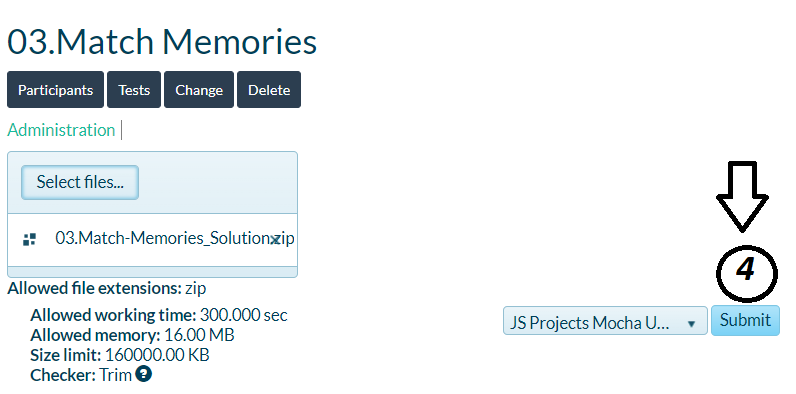 03.Match Memories
Participants Tests Change Delete
Administration |
Select files...
03.Match-Memories_Solution.zip
Allowed file extensions: zip
Allowed working time: 300.000 sec
Allowed memory: 16.00 MB
Size limit: 160000.00 KB
Checker: Trim ?
4
JS Projects Mocha U... Submit